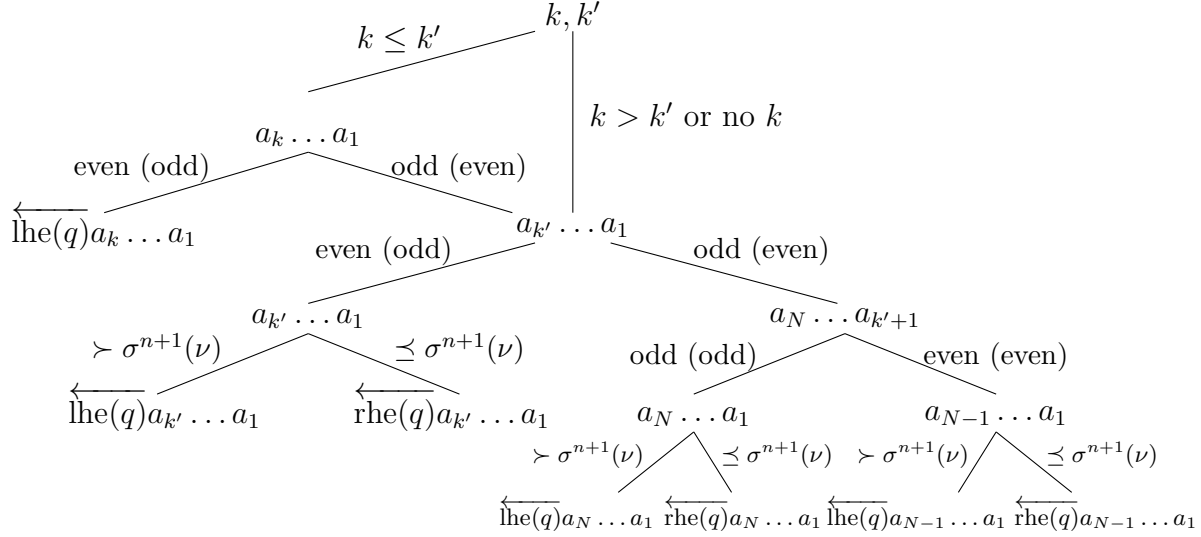 k, k′
k ≤ k′
k > k′ or no k
a_k … a_1
even (odd)
odd (even)
←lhe(q)a_k … a_1
a_{k′} … a_1
even (odd)
odd (even)
a_{k′} … a_1
a_N … a_{k′+1}
≻ σ^{n+1}(ν)
⪯ σ^{n+1}(ν)
odd (odd)
even (even)
←lhe(q)a_{k′} … a_1
←rhe(q)a_{k′} … a_1
a_N … a_1
a_{N−1} … a_1
≻ σ^{n+1}(ν)
⪯ σ^{n+1}(ν)
≻ σ^{n+1}(ν)
⪯ σ^{n+1}(ν)
←lhe(q)a_N … a_1
←rhe(q)a_N … a_1
←lhe(q)a_{N−1} … a_1
←rhe(q)a_{N−1} … a_1